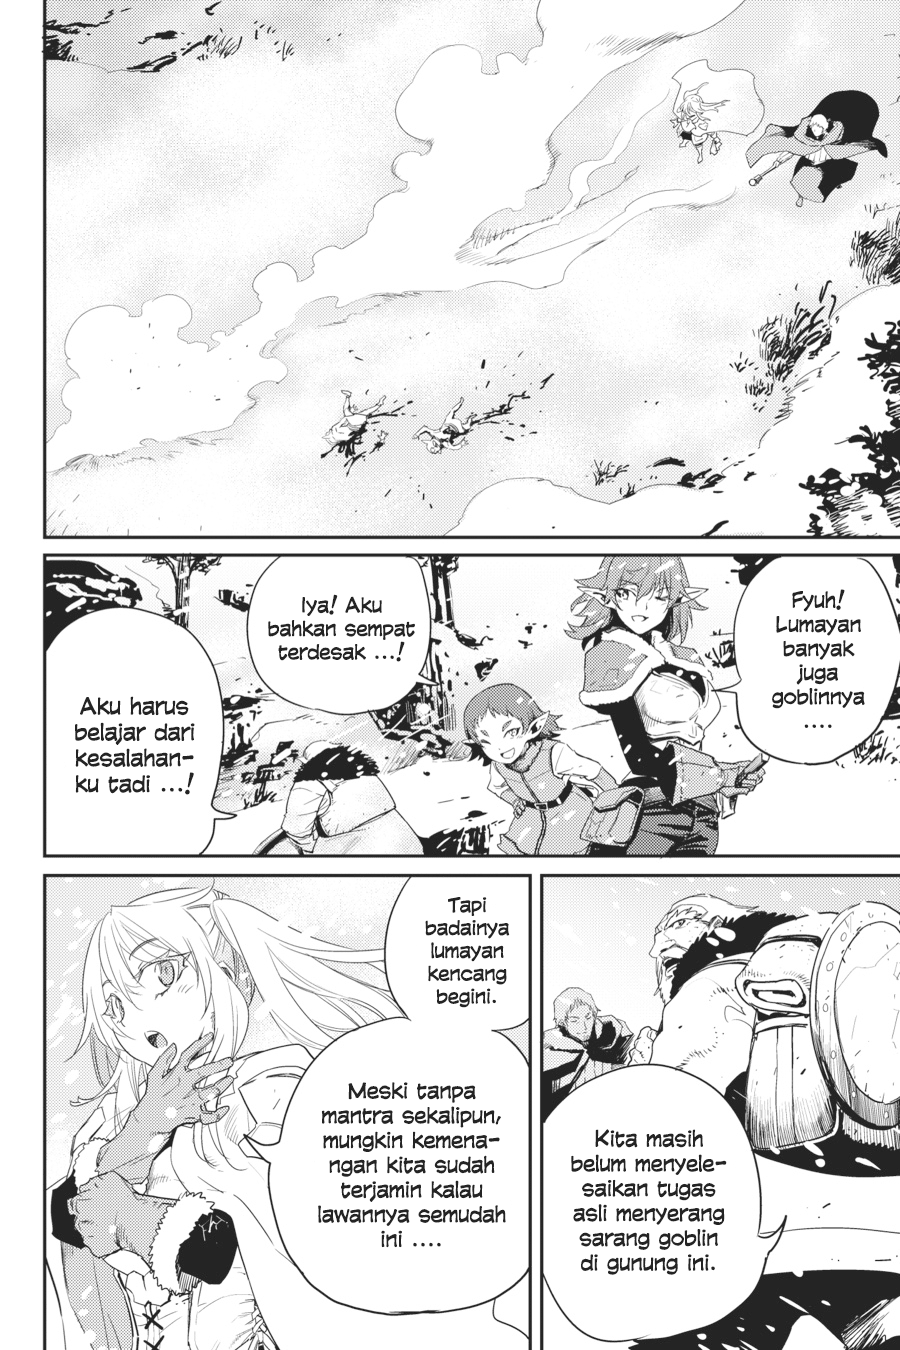 Fyuh!
Lumayan
banyak
juga
goblinnya
....
Iya! Aku
bahkan sempat
terdesak ...!
Aku harus
belajar dari
kesalahan-
ku tadi ...!
Kita masih
belum menyele-
saikan tugas
asli menyerang
sarang goblin
di gunung ini.
Tapi
badainya
lumayan
kencang
begini.
Meski tanpa
mantra sekalipun,
mungkin kemena-
ngan kita sudah
terjamin kalau
lawannya semudah
ini ....